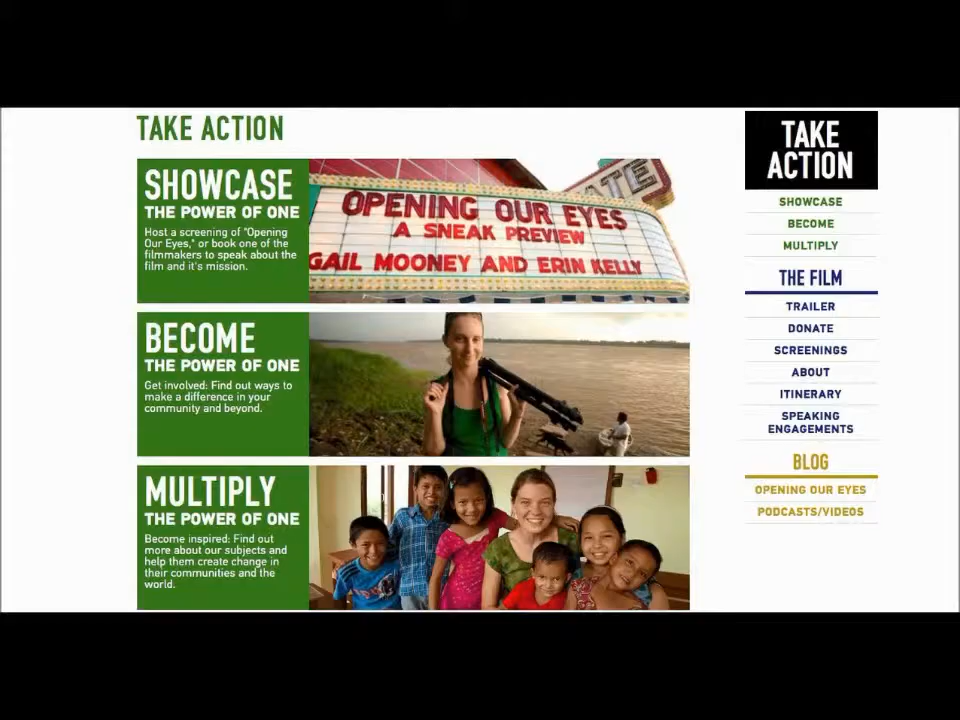 TAKE ACTION
SHOWCASE
THE POWER OF ONE
Host a screening of "Opening
Our Eyes," or book one of the
filmmakers to speak about the
film and it's mission.
ATE
OPENING OUR EYES
A SNEAK PREVIEW
GAIL MOONEY AND ERIN KELLY
BECOME
THE POWER OF ONE
Get involved: Find out ways to
make a difference in your
community and beyond.
MULTIPLY
THE POWER OF ONE
Become inspired: Find out
more about our subjects and
help them create change in
their communities and the
world.
TAKE
ACTION
SHOWCASE
BECOME
MULTIPLY
THE FILM
TRAILER
DONATE
SCREENINGS
ABOUT
ITINERARY
SPEAKING
ENGAGEMENTS
BLOG
OPENING OUR EYES
PODCASTS/VIDEOS